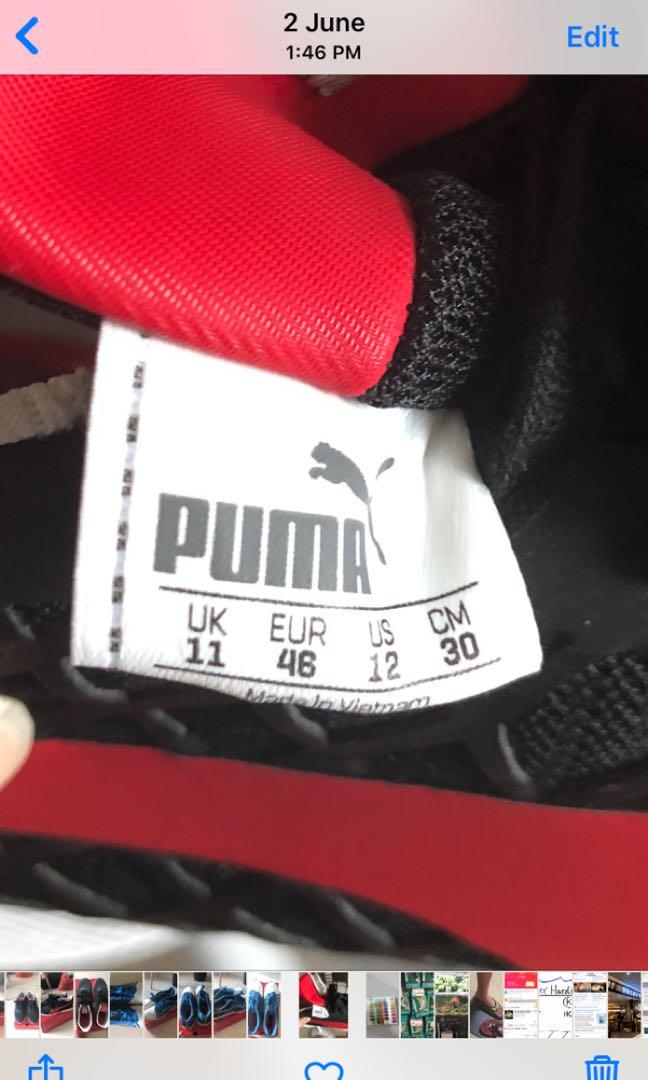 2 June
1:46 PM
Edit
PUMA
UK EUR US CM
11 46 12 30
Made In Vietnam